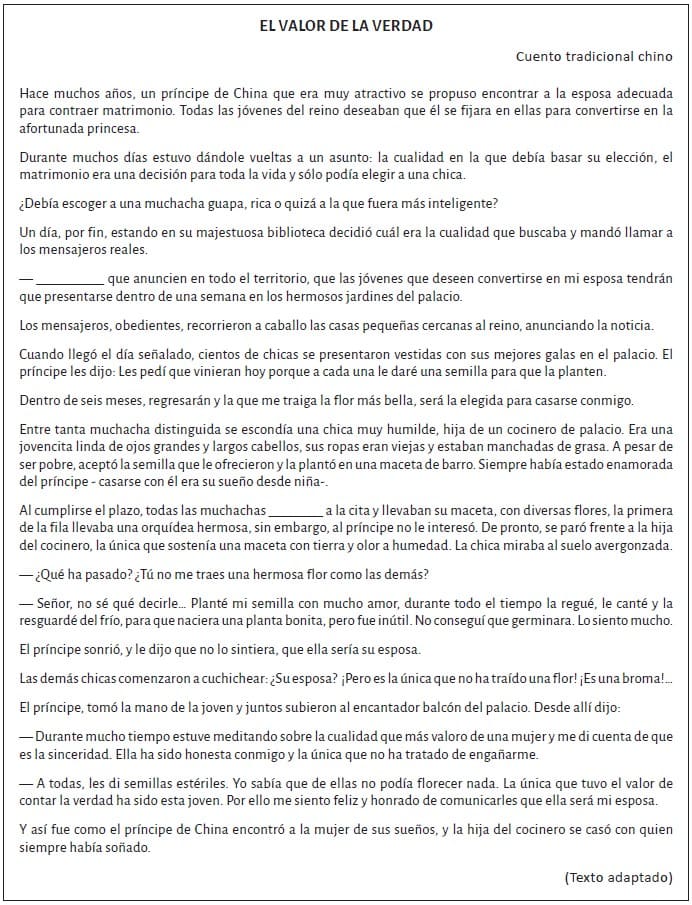 EL VALOR DE LA VERDAD
Cuento tradicional chino
Hace muchos años, un príncipe de China que era muy atractivo se propuso encontrar a la esposa adecuada
para contraer matrimonio. Todas las jóvenes del reino deseaban que él se fijara en ellas para convertirse en la
afortunada princesa.
Durante muchos días estuvo dándole vueltas a un asunto: la cualidad en la que debía basar su elección, el
matrimonio era una decisión para toda la vida y sólo podía elegir a una chica.
¿Debía escoger a una muchacha guapa, rica o quizá a la que fuera más inteligente?
Un día, por fin, estando en su majestuosa biblioteca decidió cuál era la cualidad que buscaba y mandó llamar a
los mensajeros reales.
— __________ que anuncien en todo el territorio, que las jóvenes que deseen convertirse en mi esposa tendrán
que presentarse dentro de una semana en los hermosos jardines del palacio.
Los mensajeros, obedientes, recorrieron a caballo las casas pequeñas cercanas al reino, anunciando la noticia.
Cuando llegó el día señalado, cientos de chicas se presentaron vestidas con sus mejores galas en el palacio. El
príncipe les dijo: Les pedí que vinieran hoy porque a cada una le daré una semilla para que la planten.
Dentro de seis meses, regresarán y la que me traiga la flor más bella, será la elegida para casarse conmigo.
Entre tanta muchacha distinguida se escondía una chica muy humilde, hija de un cocinero de palacio. Era una
jovencita linda de ojos grandes y largos cabellos, sus ropas eran viejas y estaban manchadas de grasa. A pesar de
ser pobre, aceptó la semilla que le ofrecieron y la plantó en una maceta de barro. Siempre había estado enamorada
del príncipe - casarse con él era su sueño desde niña-.
Al cumplirse el plazo, todas las muchachas ________ a la cita y llevaban su maceta, con diversas flores, la primera
de la fila llevaba una orquídea hermosa, sin embargo, al príncipe no le interesó. De pronto, se paró frente a la hija
del cocinero, la única que sostenía una maceta con tierra y olor a humedad. La chica miraba al suelo avergonzada.
— ¿Qué ha pasado? ¿Tú no me traes una hermosa flor como las demás?
— Señor, no sé qué decirle... Planté mi semilla con mucho amor, durante todo el tiempo la regué, le canté y la
resguardé del frío, para que naciera una planta bonita, pero fue inútil. No conseguí que germinara. Lo siento mucho.
El príncipe sonrió, y le dijo que no lo sintiera, que ella sería su esposa.
Las demás chicas comenzaron a cuchichear: ¿Su esposa? ¡Pero es la única que no ha traído una flor! ¡Es una broma!...
El príncipe, tomó la mano de la joven y juntos subieron al encantador balcón del palacio. Desde allí dijo:
— Durante mucho tiempo estuve meditando sobre la cualidad que más valoro de una mujer y me di cuenta de que
es la sinceridad. Ella ha sido honesta conmigo y la única que no ha tratado de engañarme.
— A todas, les di semillas estériles. Yo sabía que de ellas no podía florecer nada. La única que tuvo el valor de
contar la verdad ha sido esta joven. Por ello me siento feliz y honrado de comunicarles que ella será mi esposa.
Y así fue como el príncipe de China encontró a la mujer de sus sueños, y la hija del cocinero se casó con quien
siempre había soñado.
(Texto adaptado)